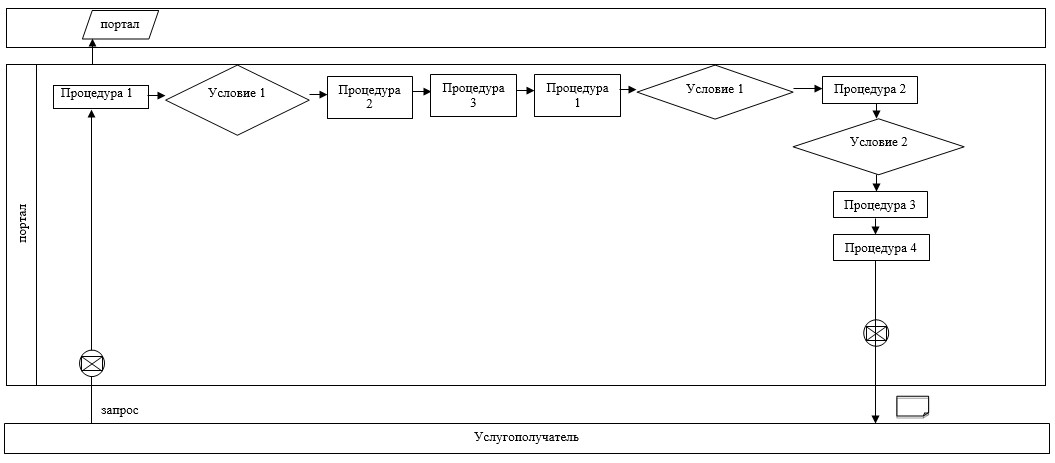 портал
портал
Процедура 1
Условие 1
Процедура
2
Процедура
3
Процедура
1
Условие 1
Процедура 2
Условие 2
Процедура 3
Процедура 4
запрос
Услугополучатель